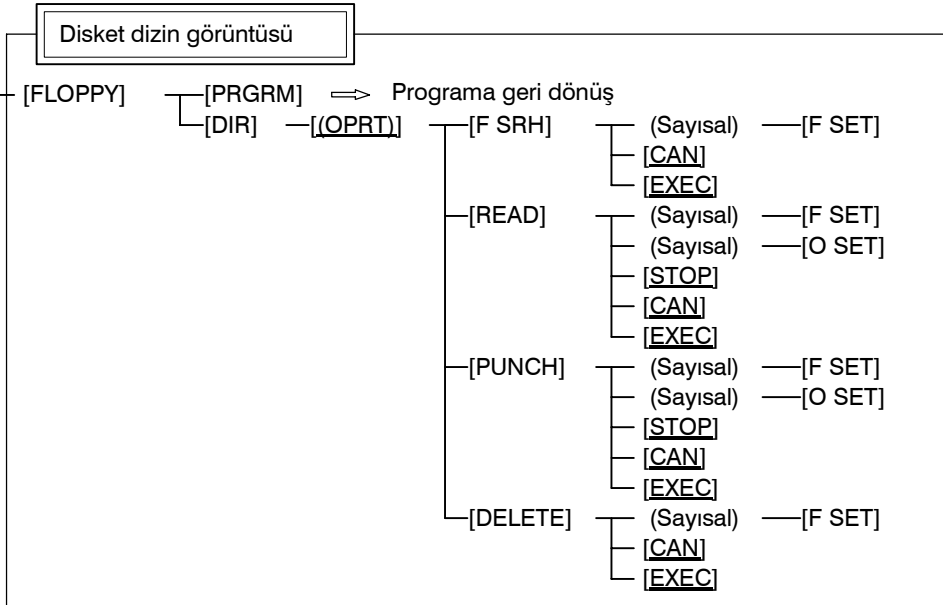 Disket dizin görüntüsü
[FLOPPY] [PRGRM] ⇨ Programa geri dönüş
[DIR] [(OPRT)] [F SRH] (Sayısal) [F SET]
[CAN]
[EXEC]
[READ] (Sayısal) [F SET]
(Sayısal) [O SET]
[STOP]
[CAN]
[EXEC]
[PUNCH] (Sayısal) [F SET]
(Sayısal) [O SET]
[STOP]
[CAN]
[EXEC]
[DELETE] (Sayısal) [F SET]
[CAN]
[EXEC]